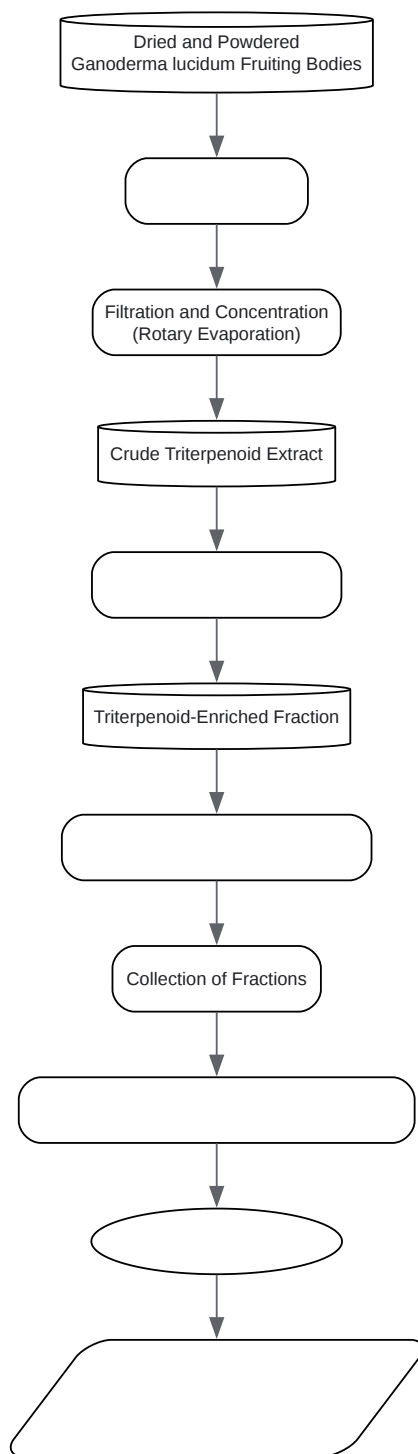 Dried and Powdered
Ganoderma lucidum Fruiting Bodies
Filtration and Concentration
(Rotary Evaporation)
Crude Triterpenoid Extract
Triterpenoid-Enriched Fraction
Collection of Fractions